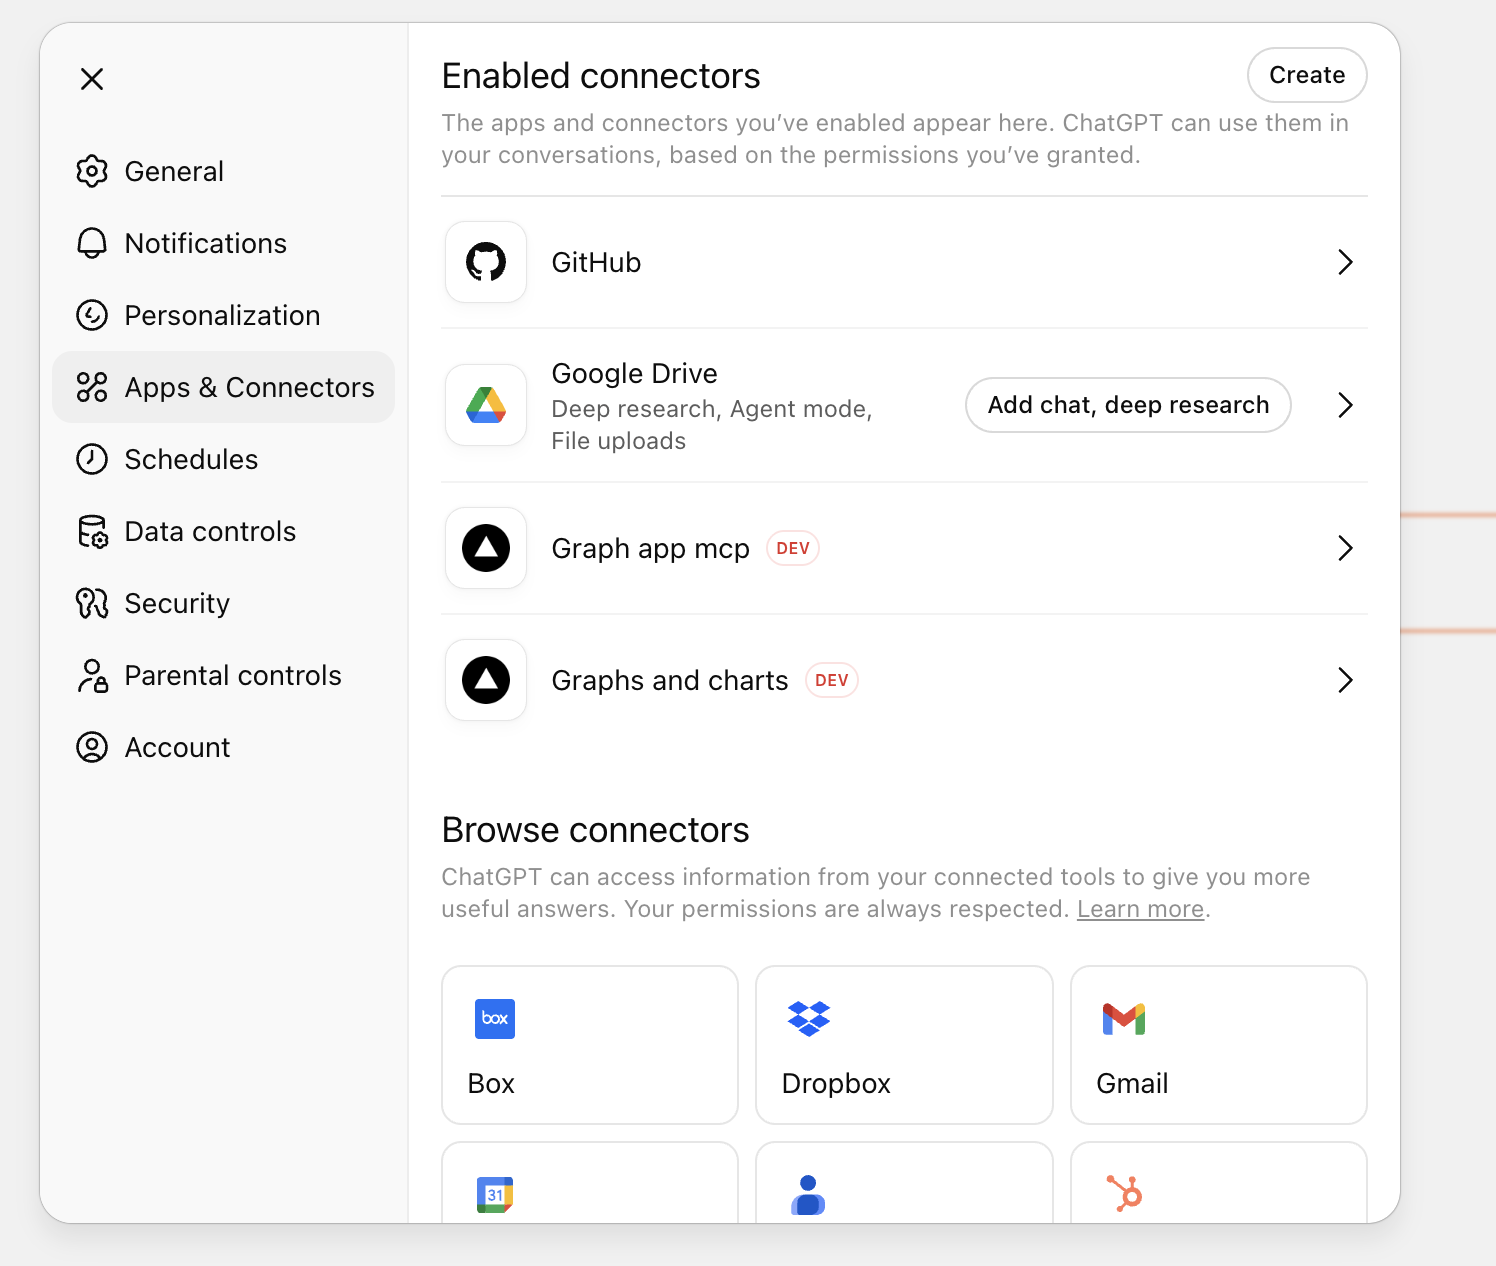 General
Notifications
Personalization
Apps & Connectors
Schedules
Data controls
Security
Parental controls
Account
Enabled connectors
Create
The apps and connectors you’ve enabled appear here. ChatGPT can use them in
your conversations, based on the permissions you’ve granted.
GitHub
Google Drive
Deep research, Agent mode,
File uploads
Add chat, deep research
Graph app mcp DEV
Graphs and charts DEV
Browse connectors
ChatGPT can access information from your connected tools to give you more
useful answers. Your permissions are always respected. Learn more.
box
Box
Dropbox
Gmail
31